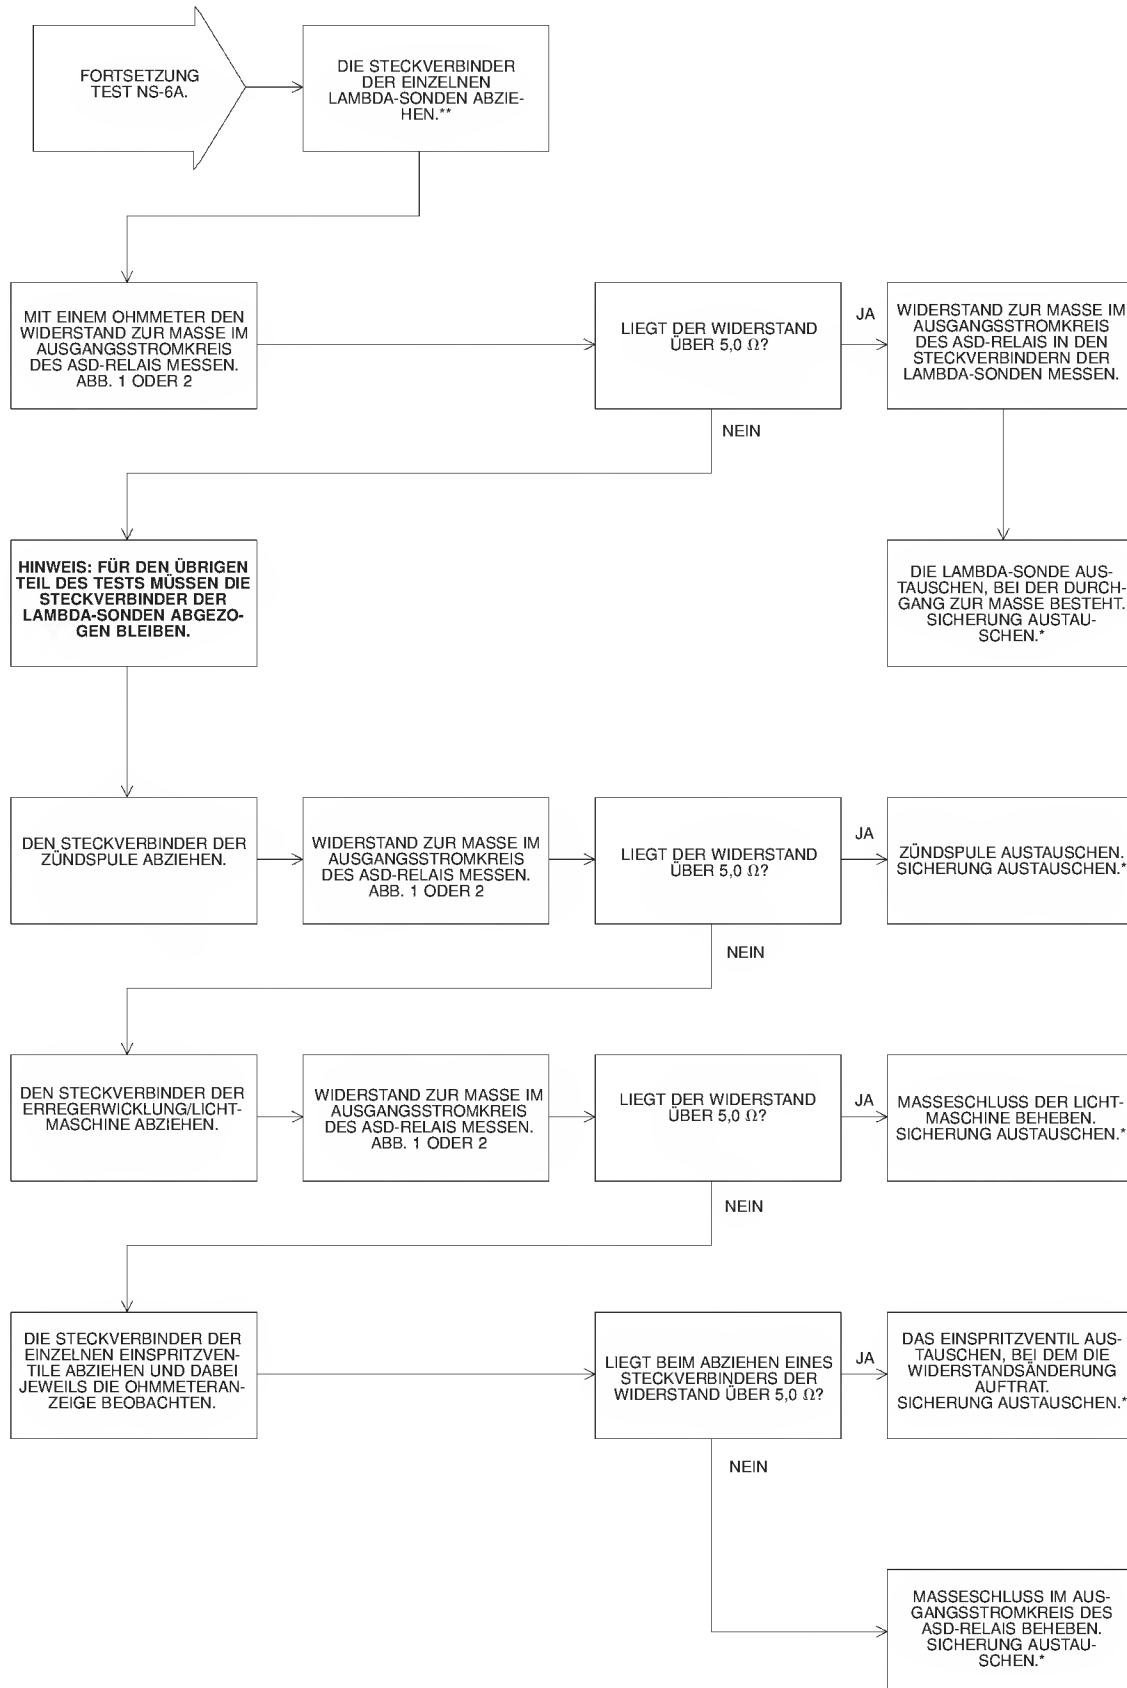 FORTSETZUNG
TEST NS-6A.
DIE STECKVERBINDER
DER EINZELNEN
LAMBDA-SONDEN ABZIE-
HEN.**
MIT EINEM OHMMETER DEN
WIDERSTAND ZUR MASSE IM
AUSGANGSSTROMKREIS
DES ASD-RELAIS MESSEN.
ABB. 1 ODER 2
LIEGT DER WIDERSTAND
ÜBER 5,0 Ω?
JA
WIDERSTAND ZUR MASSE IM
AUSGANGSSTROMKREIS
DES ASD-RELAIS IN DEN
STECKVERBINDERN DER
LAMBDA-SONDEN MESSEN.
NEIN
HINWEIS: FÜR DEN ÜBRIGEN
TEIL DES TESTS MÜSSEN DIE
STECKVERBINDER DER
LAMBDA-SONDEN ABGEZO-
GEN BLEIBEN.
DIE LAMBDA-SONDE AUS-
TAUSCHEN, BEI DER DURCH-
GANG ZUR MASSE BESTEHT.
SICHERUNG AUSTAU-
SCHEN.*
DEN STECKVERBINDER DER
ZÜNDSPULE ABZIEHEN.
WIDERSTAND ZUR MASSE IM
AUSGANGSSTROMKREIS
DES ASD-RELAIS MESSEN.
ABB. 1 ODER 2
LIEGT DER WIDERSTAND
ÜBER 5,0 Ω?
JA
ZÜNDSPULE AUSTAUSCHEN.
SICHERUNG AUSTAUSCHEN.*
NEIN
DEN STECKVERBINDER DER
ERREGERWICKLUNG/LICHT-
MASCHINE ABZIEHEN.
WIDERSTAND ZUR MASSE IM
AUSGANGSSTROMKREIS
DES ASD-RELAIS MESSEN.
ABB. 1 ODER 2
LIEGT DER WIDERSTAND
ÜBER 5,0 Ω?
JA
MASSESCHLUSS DER LICHT-
MASCHINE BEHEBEN.
SICHERUNG AUSTAUSCHEN.*
NEIN
DIE STECKVERBINDER DER
EINZELNEN EINSPRITZVEN-
TILE ABZIEHEN UND DABEI
JEWEILS DIE OHMMETERAN-
ZEIGE BEOBACHTEN.
LIEGT BEIM ABZIEHEN EINES
STECKVERBINDERS DER
WIDERSTAND ÜBER 5,0 Ω?
JA
DAS EINSPRITZVENTIL AUS-
TAUSCHEN, BEI DEM DIE
WIDERSTANDSÄNDERUNG
AUFTRAT.
SICHERUNG AUSTAUSCHEN.*
NEIN
MASSESCHLUSS IM AUS-
GANGSSTROMKREIS DES
ASD-RELAIS BEHEBEN.
SICHERUNG AUSTAU-
SCHEN.*